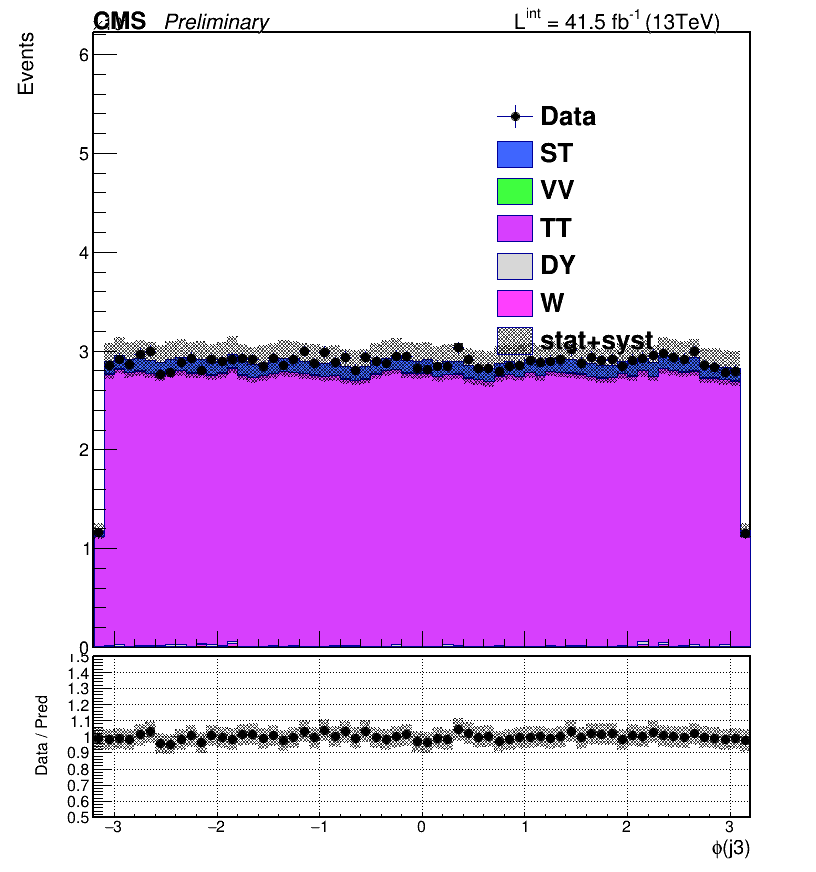 CMS Preliminary L^int = 41.5 fb^-1 (13TeV)
Events
6
5
4
3
2
1
0
Data
ST
VV
TT
DY
W
stat+syst
Data / Pred
1.5
1.4
1.3
1.2
1.1
1
0.9
0.8
0.7
0.6
0.5
−3 −2 −1 0 1 2 3
ϕ(j3)